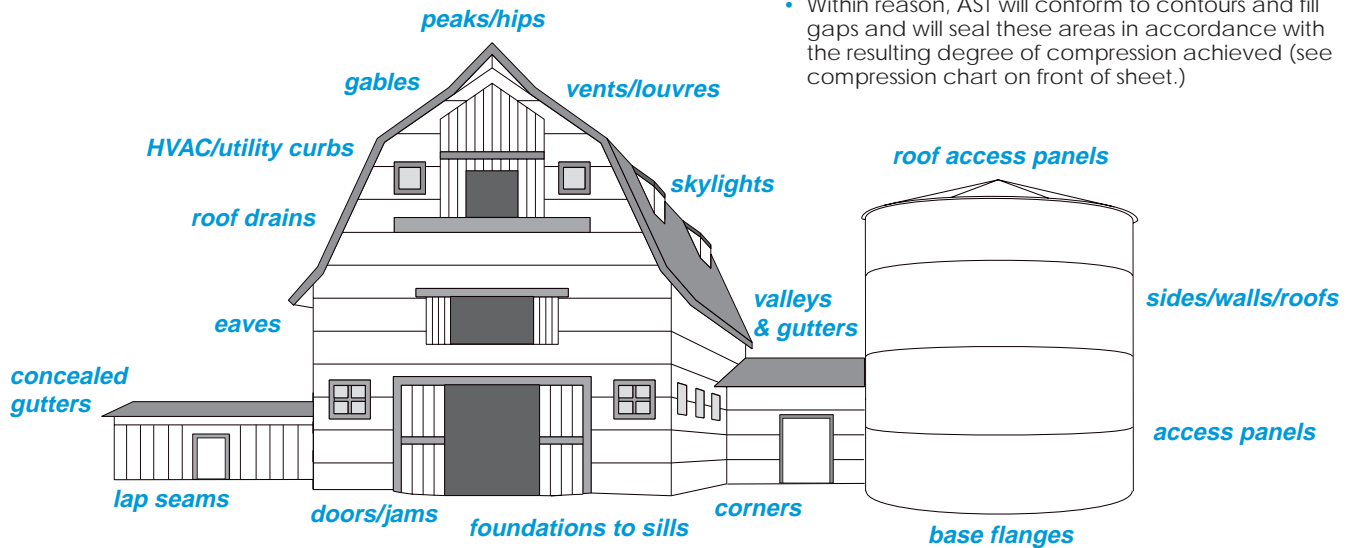 • Within reason, AST will conform to contours and fill
gaps and will seal these areas in accordance with
the resulting degree of compression achieved (see
compression chart on front of sheet.)
peaks/hips
gables
vents/louvres
HVAC/utility curbs
roof access panels
skylights
roof drains
valleys
& gutters
sides/walls/roofs
eaves
concealed
gutters
access panels
lap seams
doors/jams
foundations to sills
corners
base flanges